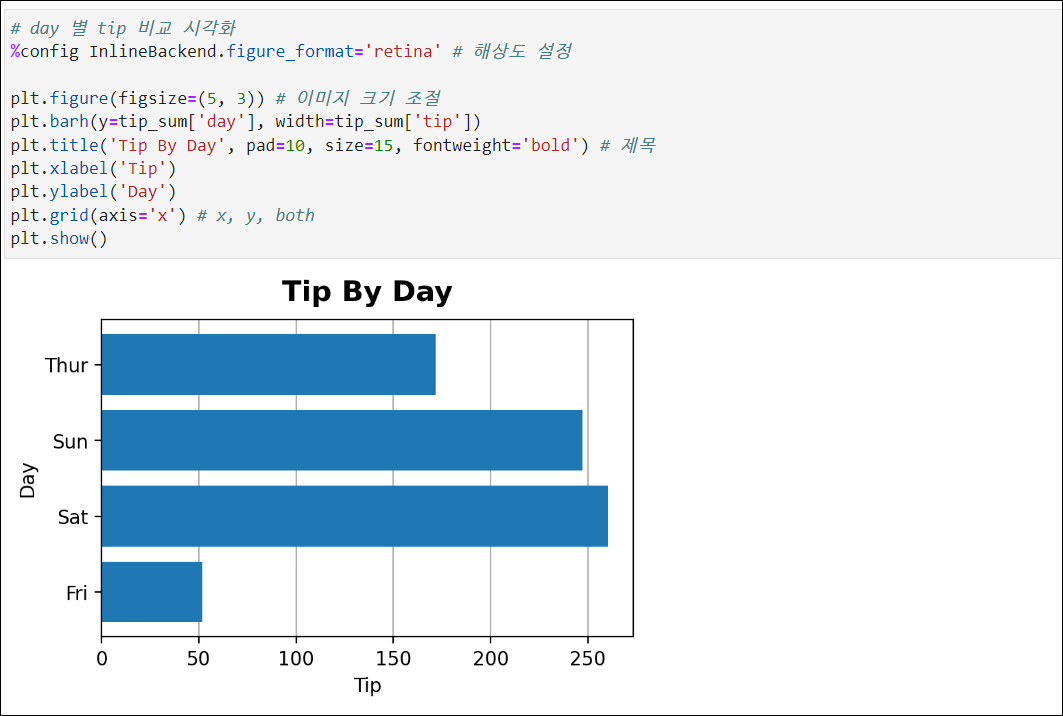 # day 별 tip 비교 시각화
%config InlineBackend.figure_format='retina' # 해상도 설정
plt.figure(figsize=(5, 3)) # 이미지 크기 조절
plt.barh(y=tip_sum['day'], width=tip_sum['tip'])
plt.title('Tip By Day', pad=10, size=15, fontweight='bold') # 제목
plt.xlabel('Tip')
plt.ylabel('Day')
plt.grid(axis='x') # x, y, both
plt.show()
Tip By Day
Thur
Sun
Day
Sat
Fri
0 50 100 150 200 250
Tip